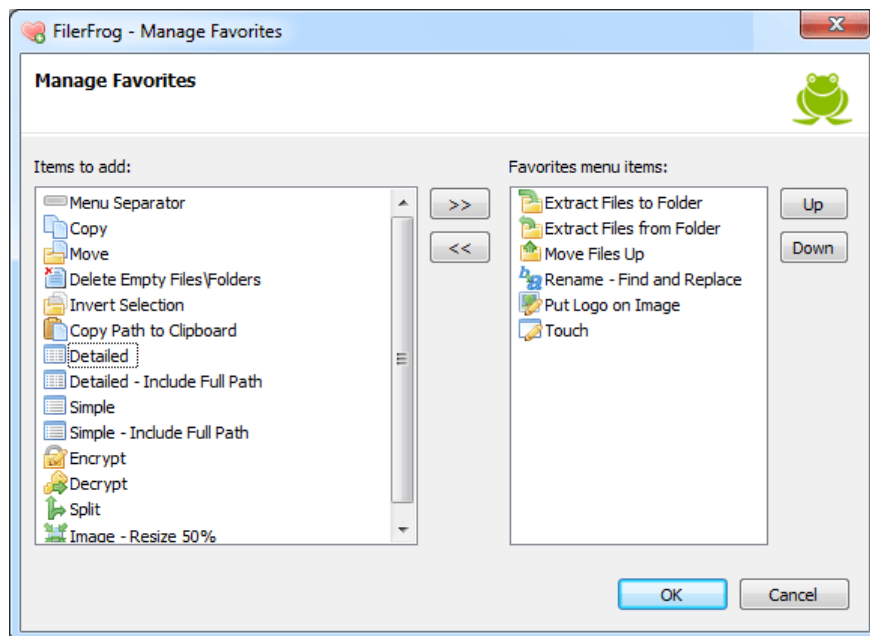 FilerFrog - Manage Favorites
Manage Favorites
Items to add:
Menu Separator
Copy
Move
Delete Empty Files\Folders
Invert Selection
Copy Path to Clipboard
Detailed
Detailed - Include Full Path
Simple
Simple - Include Full Path
Encrypt
Decrypt
Split
Image - Resize 50%
>>
<<
Favorites menu items:
Extract Files to Folder
Extract Files from Folder
Move Files Up
Rename - Find and Replace
Put Logo on Image
Touch
Up
Down
OK
Cancel